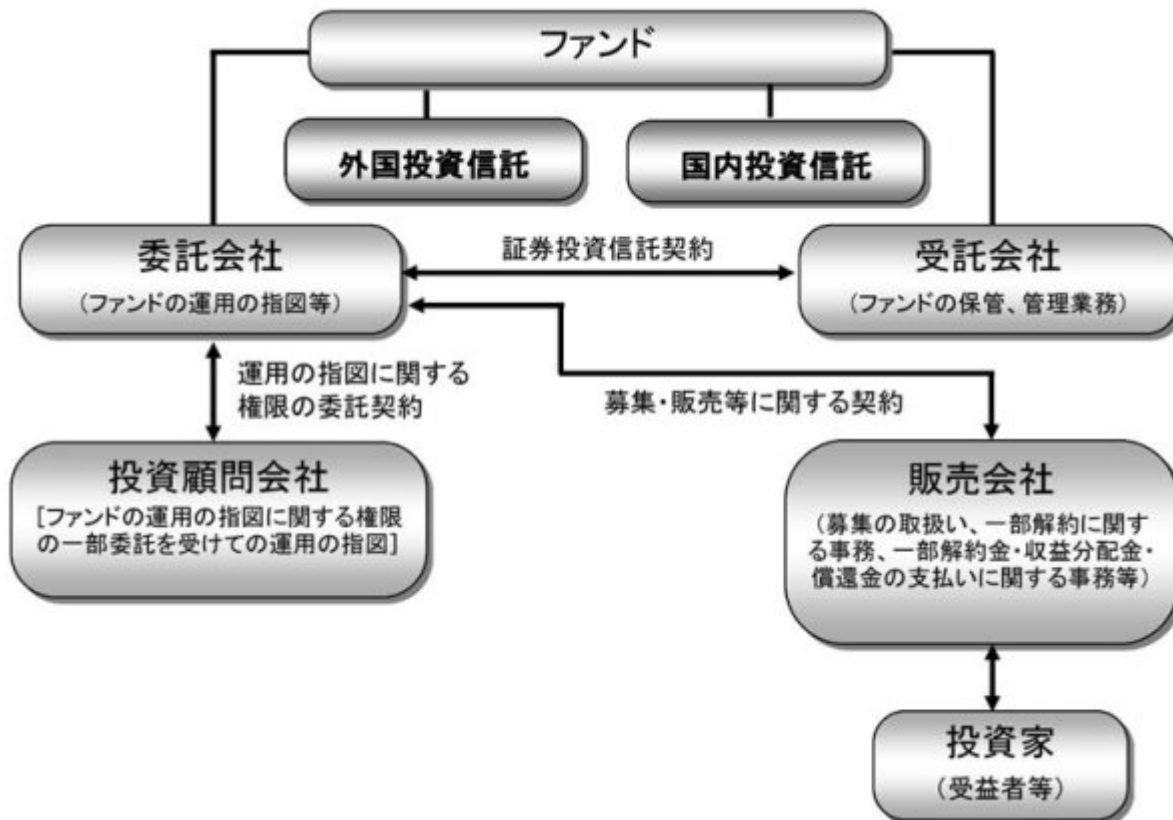 ファンド
外国投資信託
国内投資信託
委託会社
(ファンドの運用の指図等)
証券投資信託契約
受託会社
(ファンドの保管、管理業務)
運用の指図に関する
権限の委託契約
募集・販売等に関する契約
投資顧問会社
[ファンドの運用の指図に関する権限
の一部委託を受けての運用の指図]
販売会社
(募集の取扱い、一部解約に関す
る事務、一部解約金・収益分配金・
償還金の支払いに関する事務等)
投資家
(受益者等)